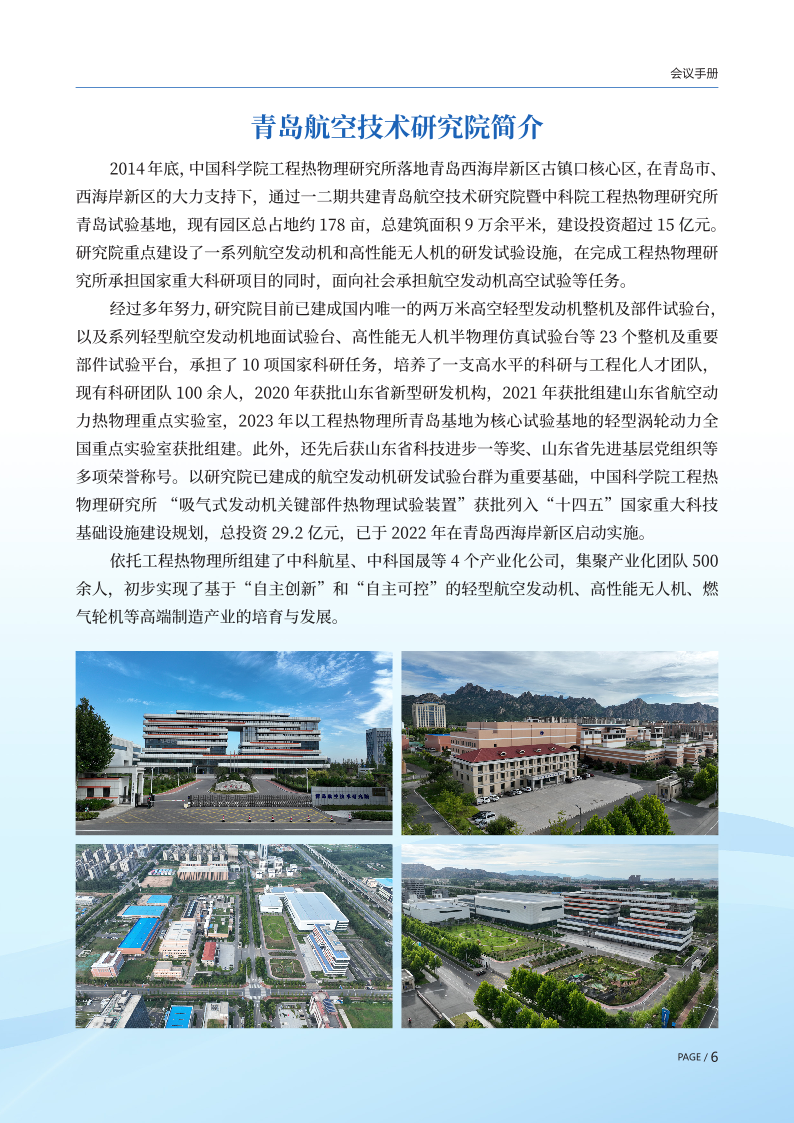 会议手册
青岛航空技术研究院简介
2014 年底，中国科学院工程热物理研究所落地青岛西海岸新区古镇口核心区，在青岛市、
西海岸新区的大力支持下，通过一二期共建青岛航空技术研究院暨中科院工程热物理研究所
青岛试验基地，现有园区总占地约 178 亩，总建筑面积 9 万余平米，建设投资超过 15 亿元。
研究院重点建设了一系列航空发动机和高性能无人机的研发试验设施，在完成工程热物理研
究所承担国家重大科研项目的同时，面向社会承担航空发动机高空试验等任务。
经过多年努力，研究院目前已建成国内唯一的两万米高空轻型发动机整机及部件试验台，
以及系列轻型航空发动机地面试验台、高性能无人机半物理仿真试验台等 23 个整机及重要
部件试验平台，承担了 10 项国家科研任务，培养了一支高水平的科研与工程化人才团队，
现有科研团队 100 余人，2020 年获批山东省新型研发机构，2021 年获批组建山东省航空动
力热物理重点实验室，2023 年以工程热物理所青岛基地为核心试验基地的轻型涡轮动力全
国重点实验室获批组建。此外，还先后获山东省科技进步一等奖、山东省先进基层党组织等
多项荣誉称号。以研究院已建成的航空发动机研发试验台群为重要基础，中国科学院工程热
物理研究所 “吸气式发动机关键部件热物理试验装置”获批列入“十四五”国家重大科技
基础设施建设规划，总投资 29.2 亿元，已于 2022 年在青岛西海岸新区启动实施。
依托工程热物理所组建了中科航星、中科国晟等 4 个产业化公司，集聚产业化团队 500
余人，初步实现了基于“自主创新”和“自主可控”的轻型航空发动机、高性能无人机、燃
气轮机等高端制造产业的培育与发展。
青岛航空技术研究院
PAGE / 6